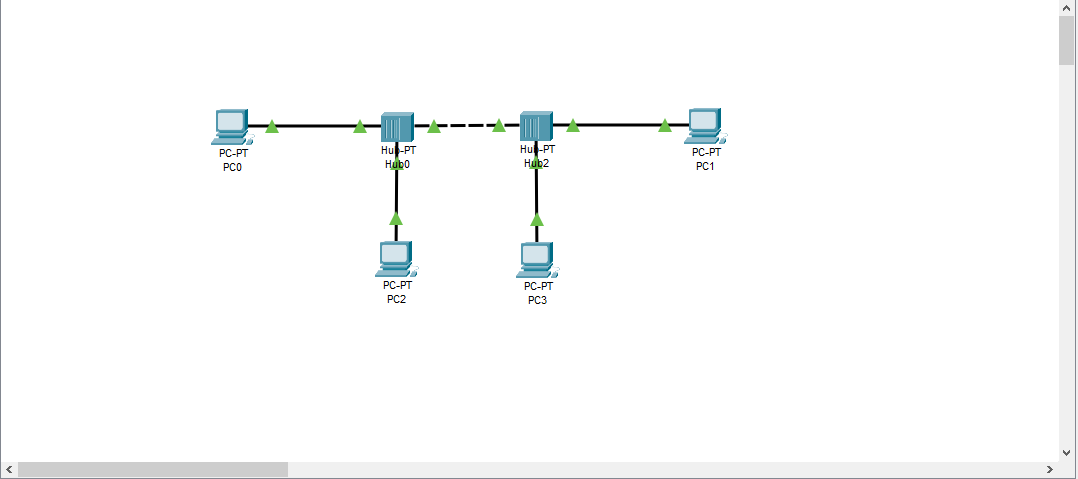 PC-PT
PC0
Hub-PT
Hub0
Hub-PT
Hub2
PC-PT
PC1
PC-PT
PC2
PC-PT
PC3